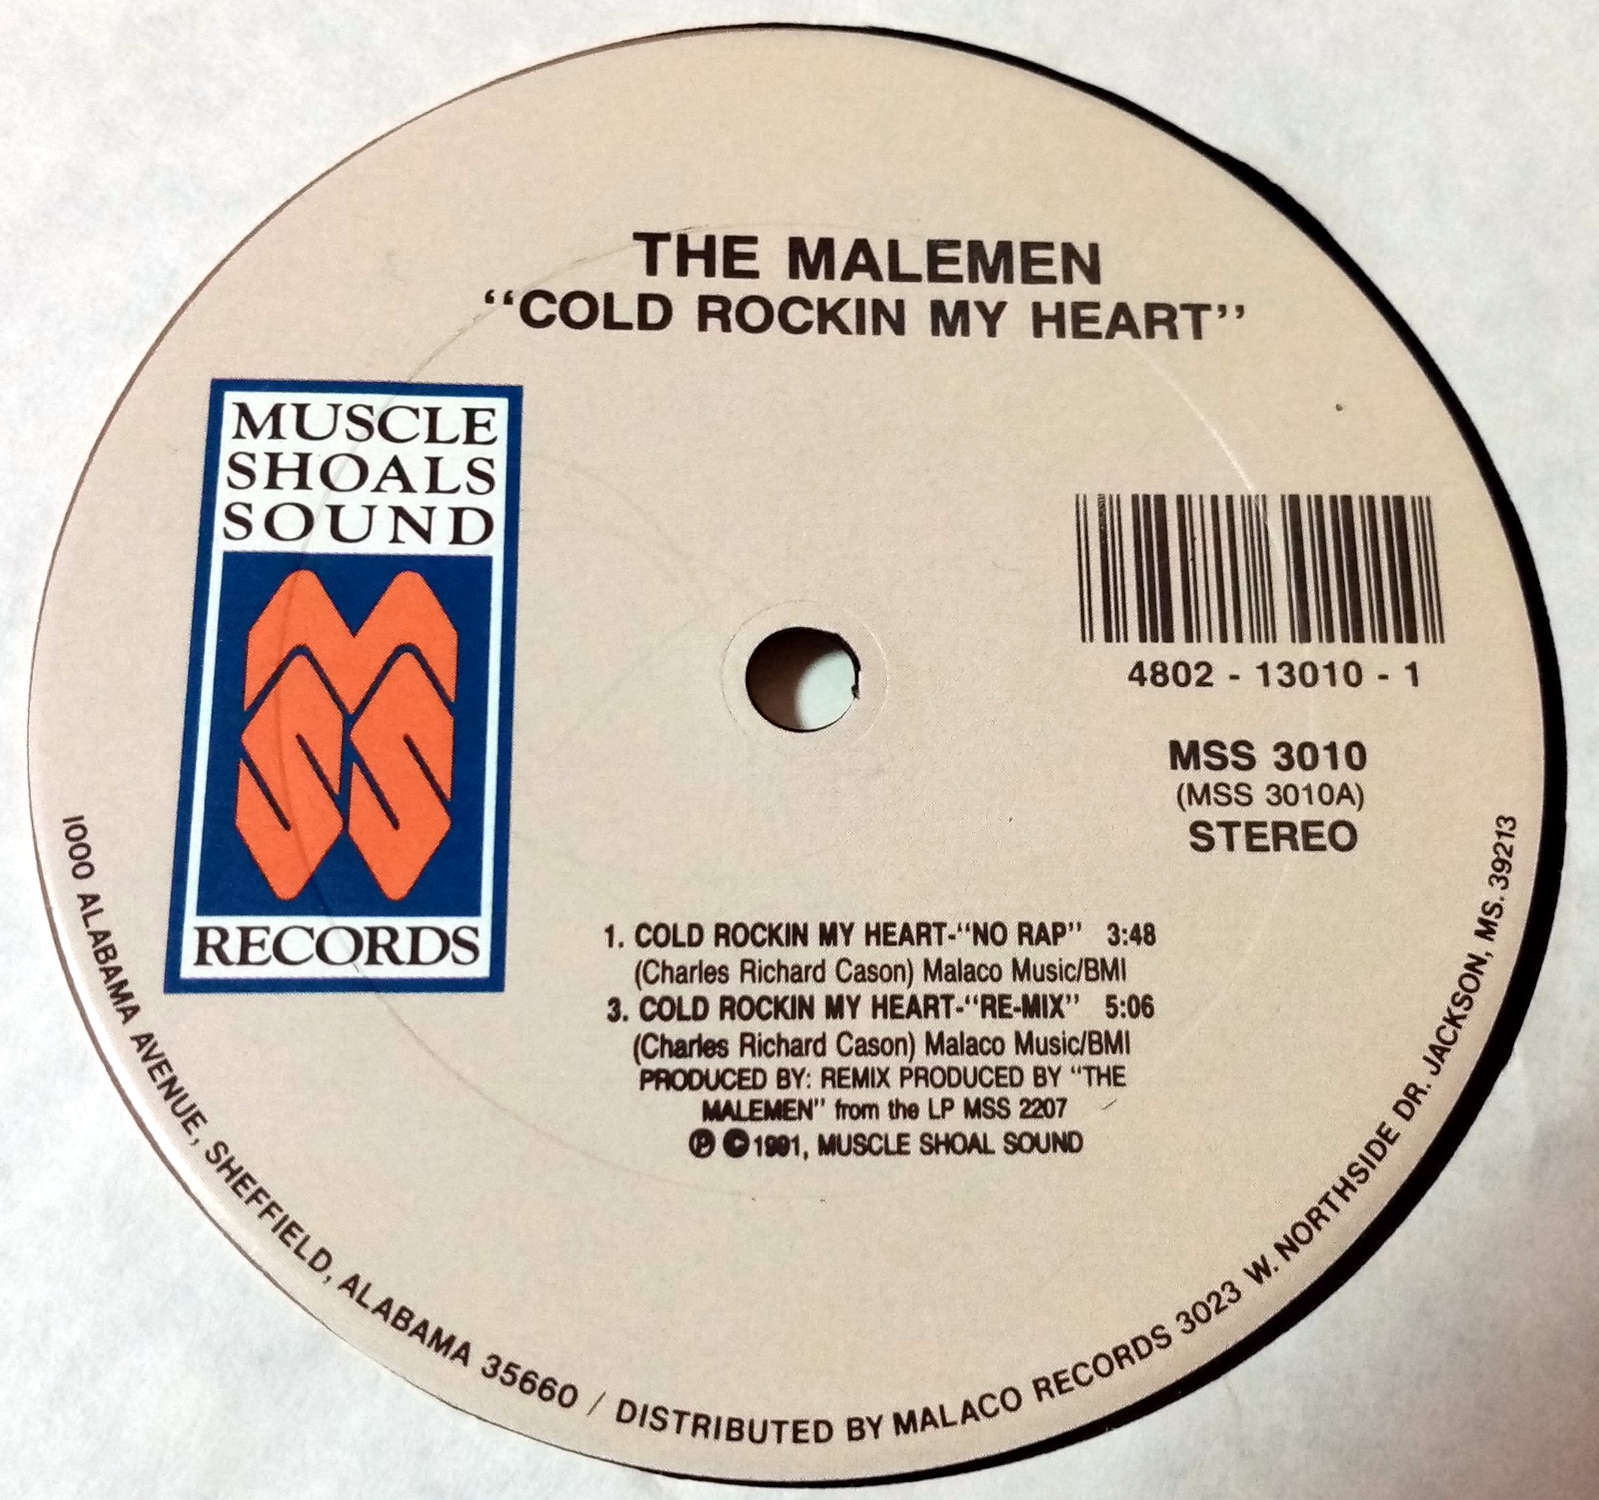 THE MALEMEN
"COLD ROCKIN MY HEART"
MUSCLE
SHOALS
SOUND
RECORDS
4802 - 13010 - 1
MSS 3010
(MSS 3010A)
STEREO
1. COLD ROCKIN MY HEART-"NO RAP" 3:48
(Charles Richard Cason) Malaco Music/BMI
3. COLD ROCKIN MY HEART-"RE-MIX" 5:06
(Charles Richard Cason) Malaco Music/BMI
PRODUCED BY: REMIX PRODUCED BY "THE
MALEMEN" from the LP MSS 2207
Ⓟ © 1991, MUSCLE SHOAL SOUND
1000 ALABAMA AVENUE, SHEFFIELD, ALABAMA 35660 / DISTRIBUTED BY MALACO RECORDS 3023 W. NORTHSIDE DR. JACKSON, MS. 39213